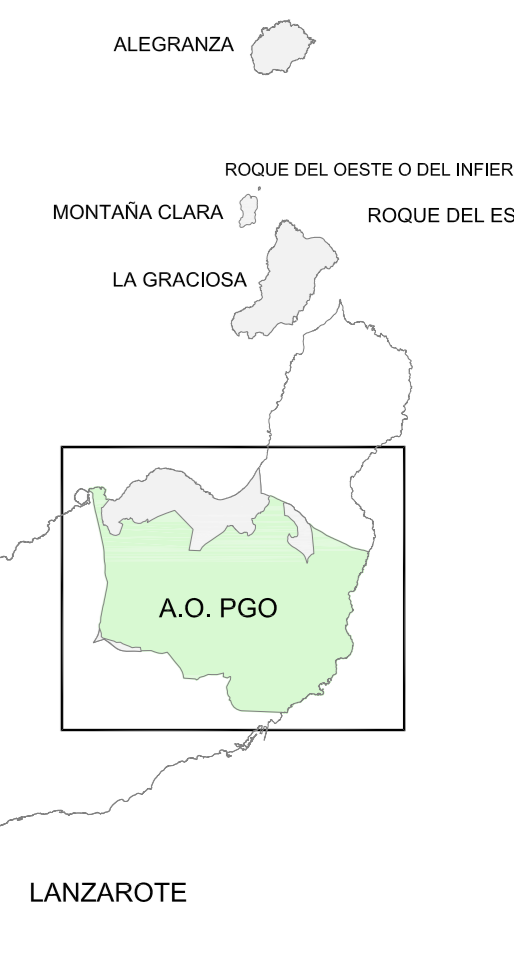 ALEGRANZA
ROQUE DEL OESTE O DEL INFIER
MONTAÑA CLARA
ROQUE DEL ES
LA GRACIOSA
A.O. PGO
LANZAROTE